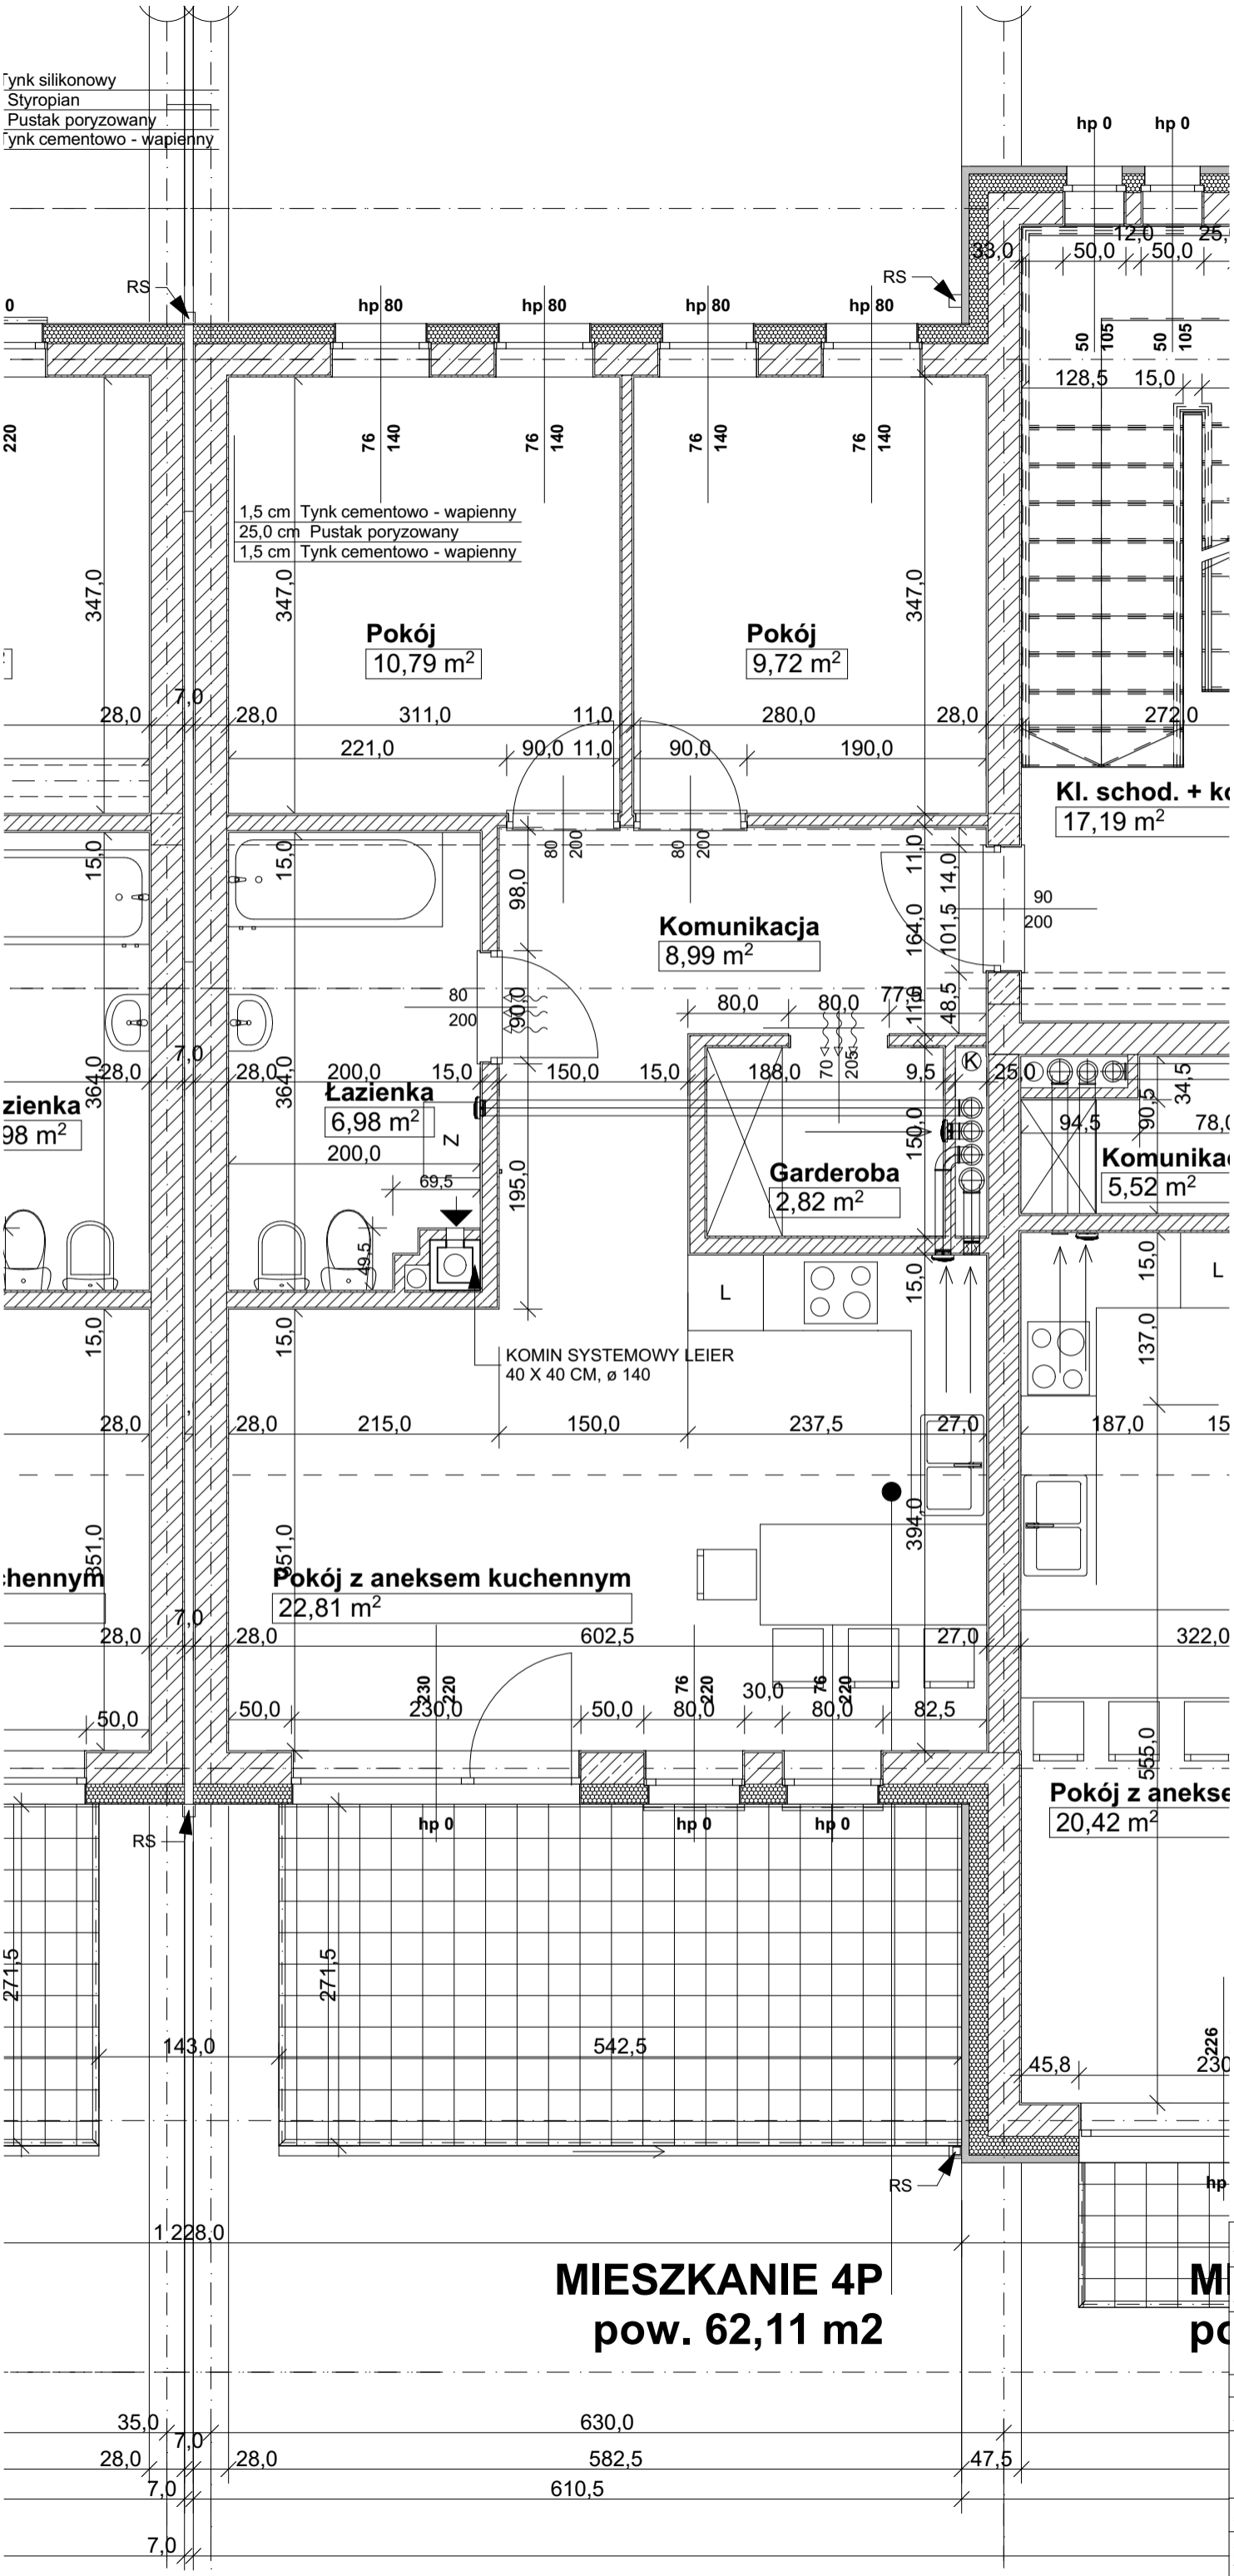 Tynk silikonowy
Styropian
Pustak poryzowany
Tynk cementowo - wapienny
hp 0 hp 0
12,0 25,
33,0 50,0 50,0
RS RS
0 hp 80 hp 80 hp 80 hp 80
50 105 50 105
128,5 15,0
220 76 140 76 140 76 140 76 140
1,5 cm Tynk cementowo - wapienny
25,0 cm Pustak poryzowany
1,5 cm Tynk cementowo - wapienny
347,0 347,0 347,0
Pokój Pokój
10,79 m² 9,72 m²
7,0
28,0 28,0 311,0 11,0 280,0 28,0 272,0
221,0 90,0 11,0 90,0 190,0
Kl. schod. + ko
17,19 m²
15,0 15,0 80 200 80 200 11,0 14,0
98,0
90
200
Komunikacja
8,99 m²
164,0 101,5
80
200
90,0
80,0 80,0 77,5
11,5 48,5
7,0
28,0 28,0 200,0 15,0 150,0 15,0 188,0 9,5 25,0
K
70 205
364,0 364,0
34,5
90,5
zienka Łazienka
98 m² 6,98 m²
Z
150,0
94,5 78,0
200,0
69,5
195,0
Garderoba
2,82 m²
Komunikac
5,52 m²
49,5
15,0 15,0 15,0 15,0
L L
KOMIN SYSTEMOWY LEIER
40 X 40 CM, ø 140
137,0
28,0 28,0 215,0 150,0 237,5 27,0 187,0 15
394,0
351,0 351,0
chennym Pokój z aneksem kuchennym
22,81 m²
7,0
28,0 28,0 602,5 27,0 322,0
230 220 76 220 76 220
50,0 50,0 230,0 50,0 80,0 30,0 80,0 82,5
555,0
Pokój z anekse
20,42 m²
hp 0 hp 0 hp 0
RS
271,5 271,5
143,0 542,5
226
45,8 230
RS
hp
1 228,0
MIESZKANIE 4P MI
pow. 62,11 m2 po
35,0 630,0
7,0
28,0 28,0 582,5 47,5
7,0 610,5
7,0